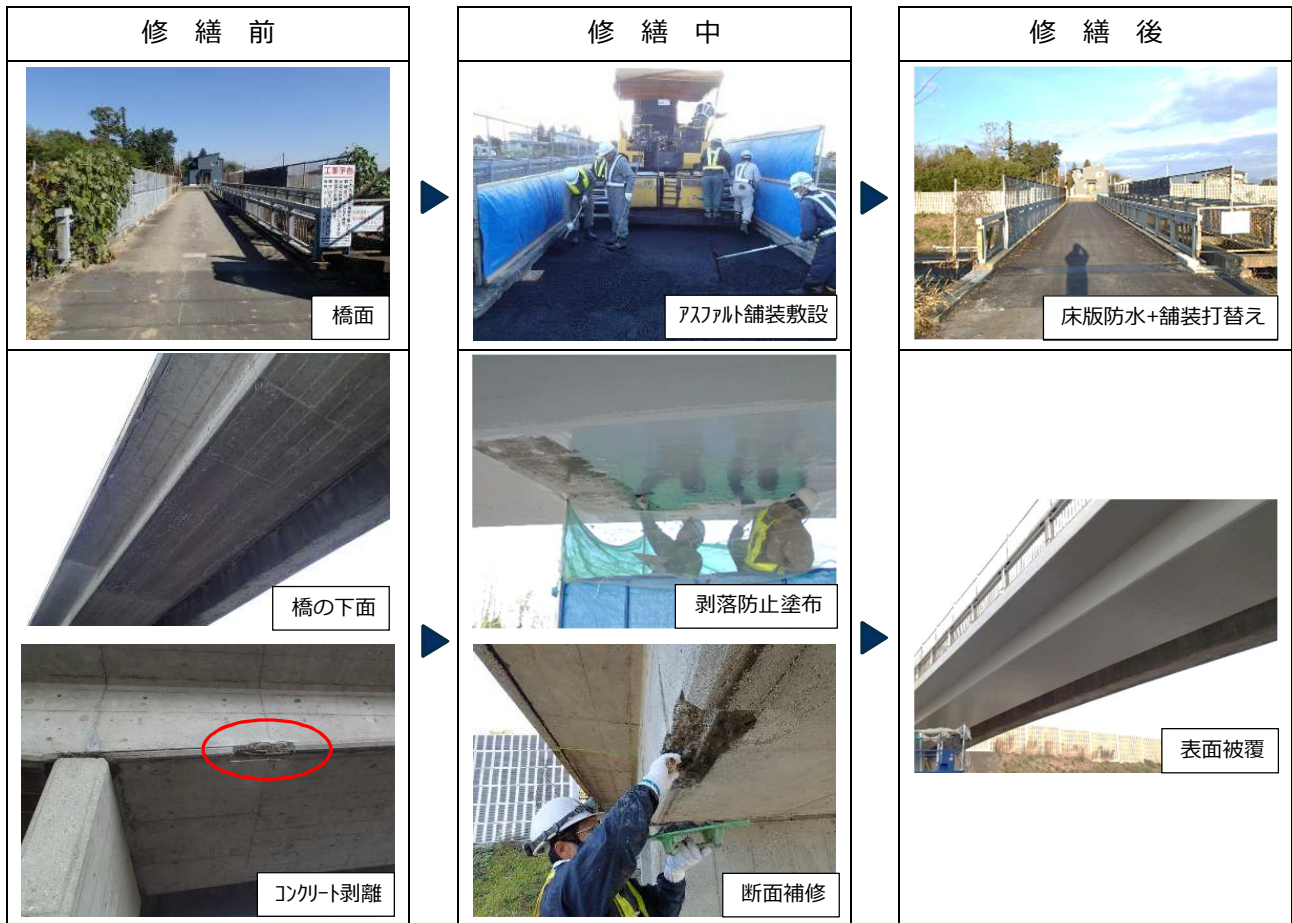 修 繕 前
修 繕 中
修 繕 後
工事予告
橋面
アスファルト舗装敷設
床版防水+舗装打替え
橋の下面
剥落防止塗布
コンクリート剥離
断面補修
表面被覆